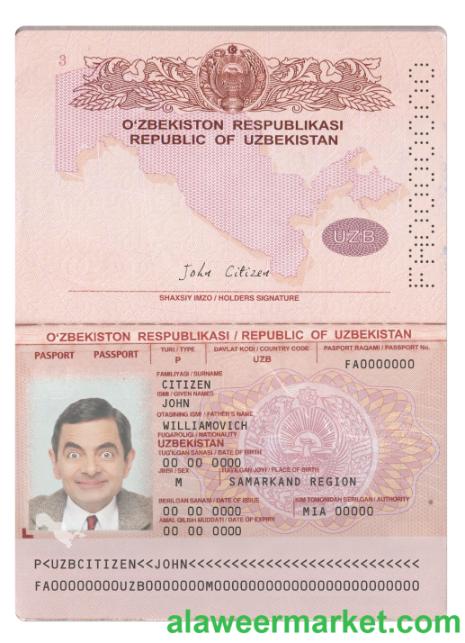 3
O'ZBEKISTON RESPUBLIKASI
REPUBLIC OF UZBEKISTAN
UZB
FA0000000
John Citizen
SHAXSIY IMZO / HOLDERS SIGNATURE
O'ZBEKISTON RESPUBLIKASI / REPUBLIC OF UZBEKISTAN
PASPORT PASSPORT
TURI / TYPE
DAVLAT KODI / COUNTRY CODE
PASPORT RAQAMI / PASSPORT No.
P
UZB
FA0000000
FAMILIYASI / SURNAME
CITIZEN
ISMI / GIVEN NAMES
JOHN
OTASINING ISMI / FATHER'S NAME
WILLIAMOVICH
FUQAROLIGI / NATIONALITY
UZBEKISTAN
TUG'ILGAN SANASI / DATE OF BIRTH
00 00 0000
JINSI / SEX
TUG'ILGAN JOYI / PLACE OF BIRTH
M
SAMARKAND REGION
BERILGAN SANASI / DATE OF ISSUE
KIM TOMONIDAN BERILGAN / AUTHORITY
00 00 0000
MIA 00000
AMAL QILISH MUDDATI / DATE OF EXPIRY
00 00 0000
P<UZBCITIZEN<<JOHN<<<<<<<<<<<<<<<<<<<<<<<<<<
FA00000000UZB0000000M00000000000000000000000
alaweermarket.com